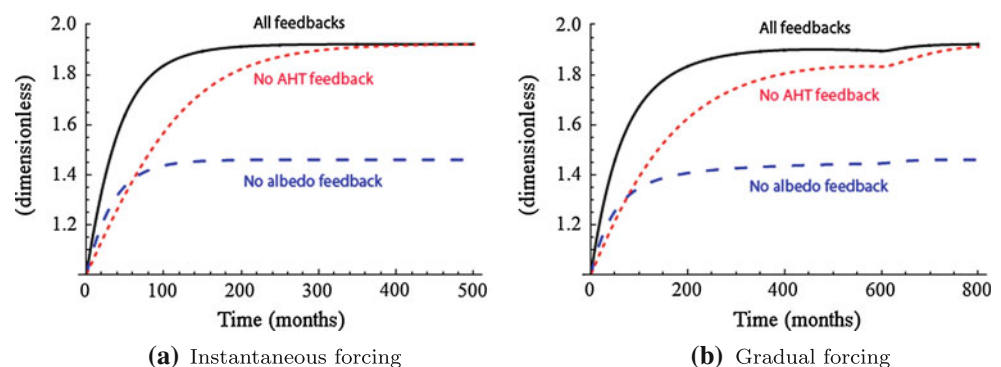 2.0
1.8
1.6
1.4
1.2
(dimensionless)
All feedbacks
No AHT feedback
No albedo feedback
0 100 200 300 400 500
Time (months)
(a) Instantaneous forcing
2.0
1.8
1.6
1.4
1.2
(dimensionless)
All feedbacks
No AHT feedback
No albedo feedback
0 200 400 600 800
Time (months)
(b) Gradual forcing